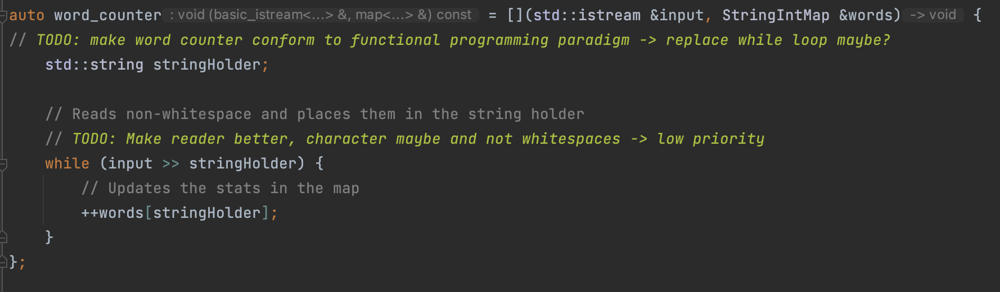 auto word_counter : void (basic_istream<...> &, map<...> &) const = [](std::istream &input, StringIntMap &words) -> void {
// TODO: make word counter conform to functional programming paradigm -> replace while loop maybe?
std::string stringHolder;
// Reads non-whitespace and places them in the string holder
// TODO: Make reader better, character maybe and not whitespaces -> low priority
while (input >> stringHolder) {
// Updates the stats in the map
++words[stringHolder];
}
};